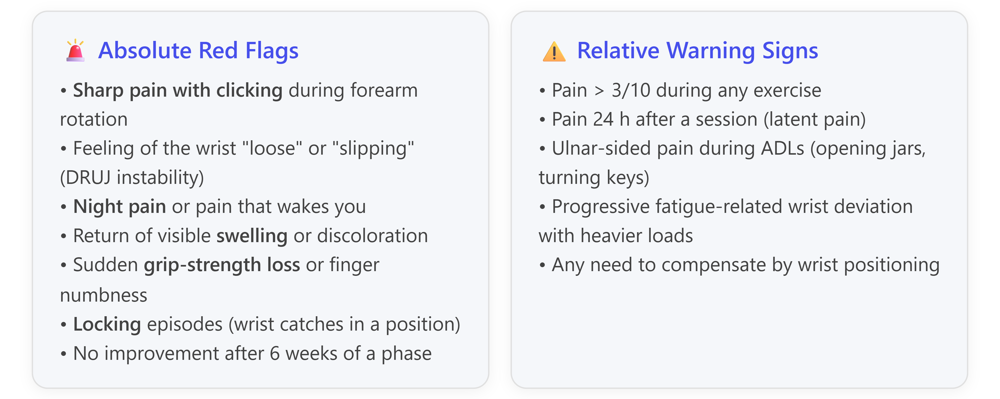 Absolute Red Flags
• Sharp pain with clicking during forearm
rotation
• Feeling of the wrist "loose" or "slipping"
(DRUJ instability)
• Night pain or pain that wakes you
• Return of visible swelling or discoloration
• Sudden grip-strength loss or finger
numbness
• Locking episodes (wrist catches in a position)
• No improvement after 6 weeks of a phase
Relative Warning Signs
• Pain > 3/10 during any exercise
• Pain 24 h after a session (latent pain)
• Ulnar-sided pain during ADLs (opening jars,
turning keys)
• Progressive fatigue-related wrist deviation
with heavier loads
• Any need to compensate by wrist positioning